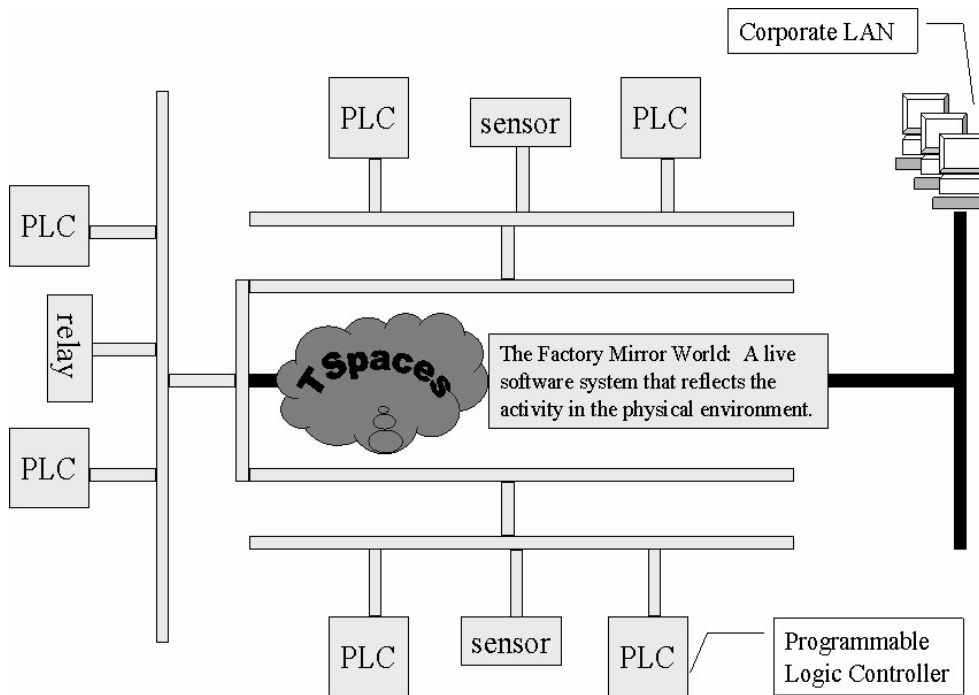 Corporate LAN
PLC
sensor
PLC
PLC
relay
PLC
TSpaces
The Factory Mirror World:  A live
software system that reflects the
activity in the physical environment.
PLC
sensor
PLC
Programmable
Logic Controller